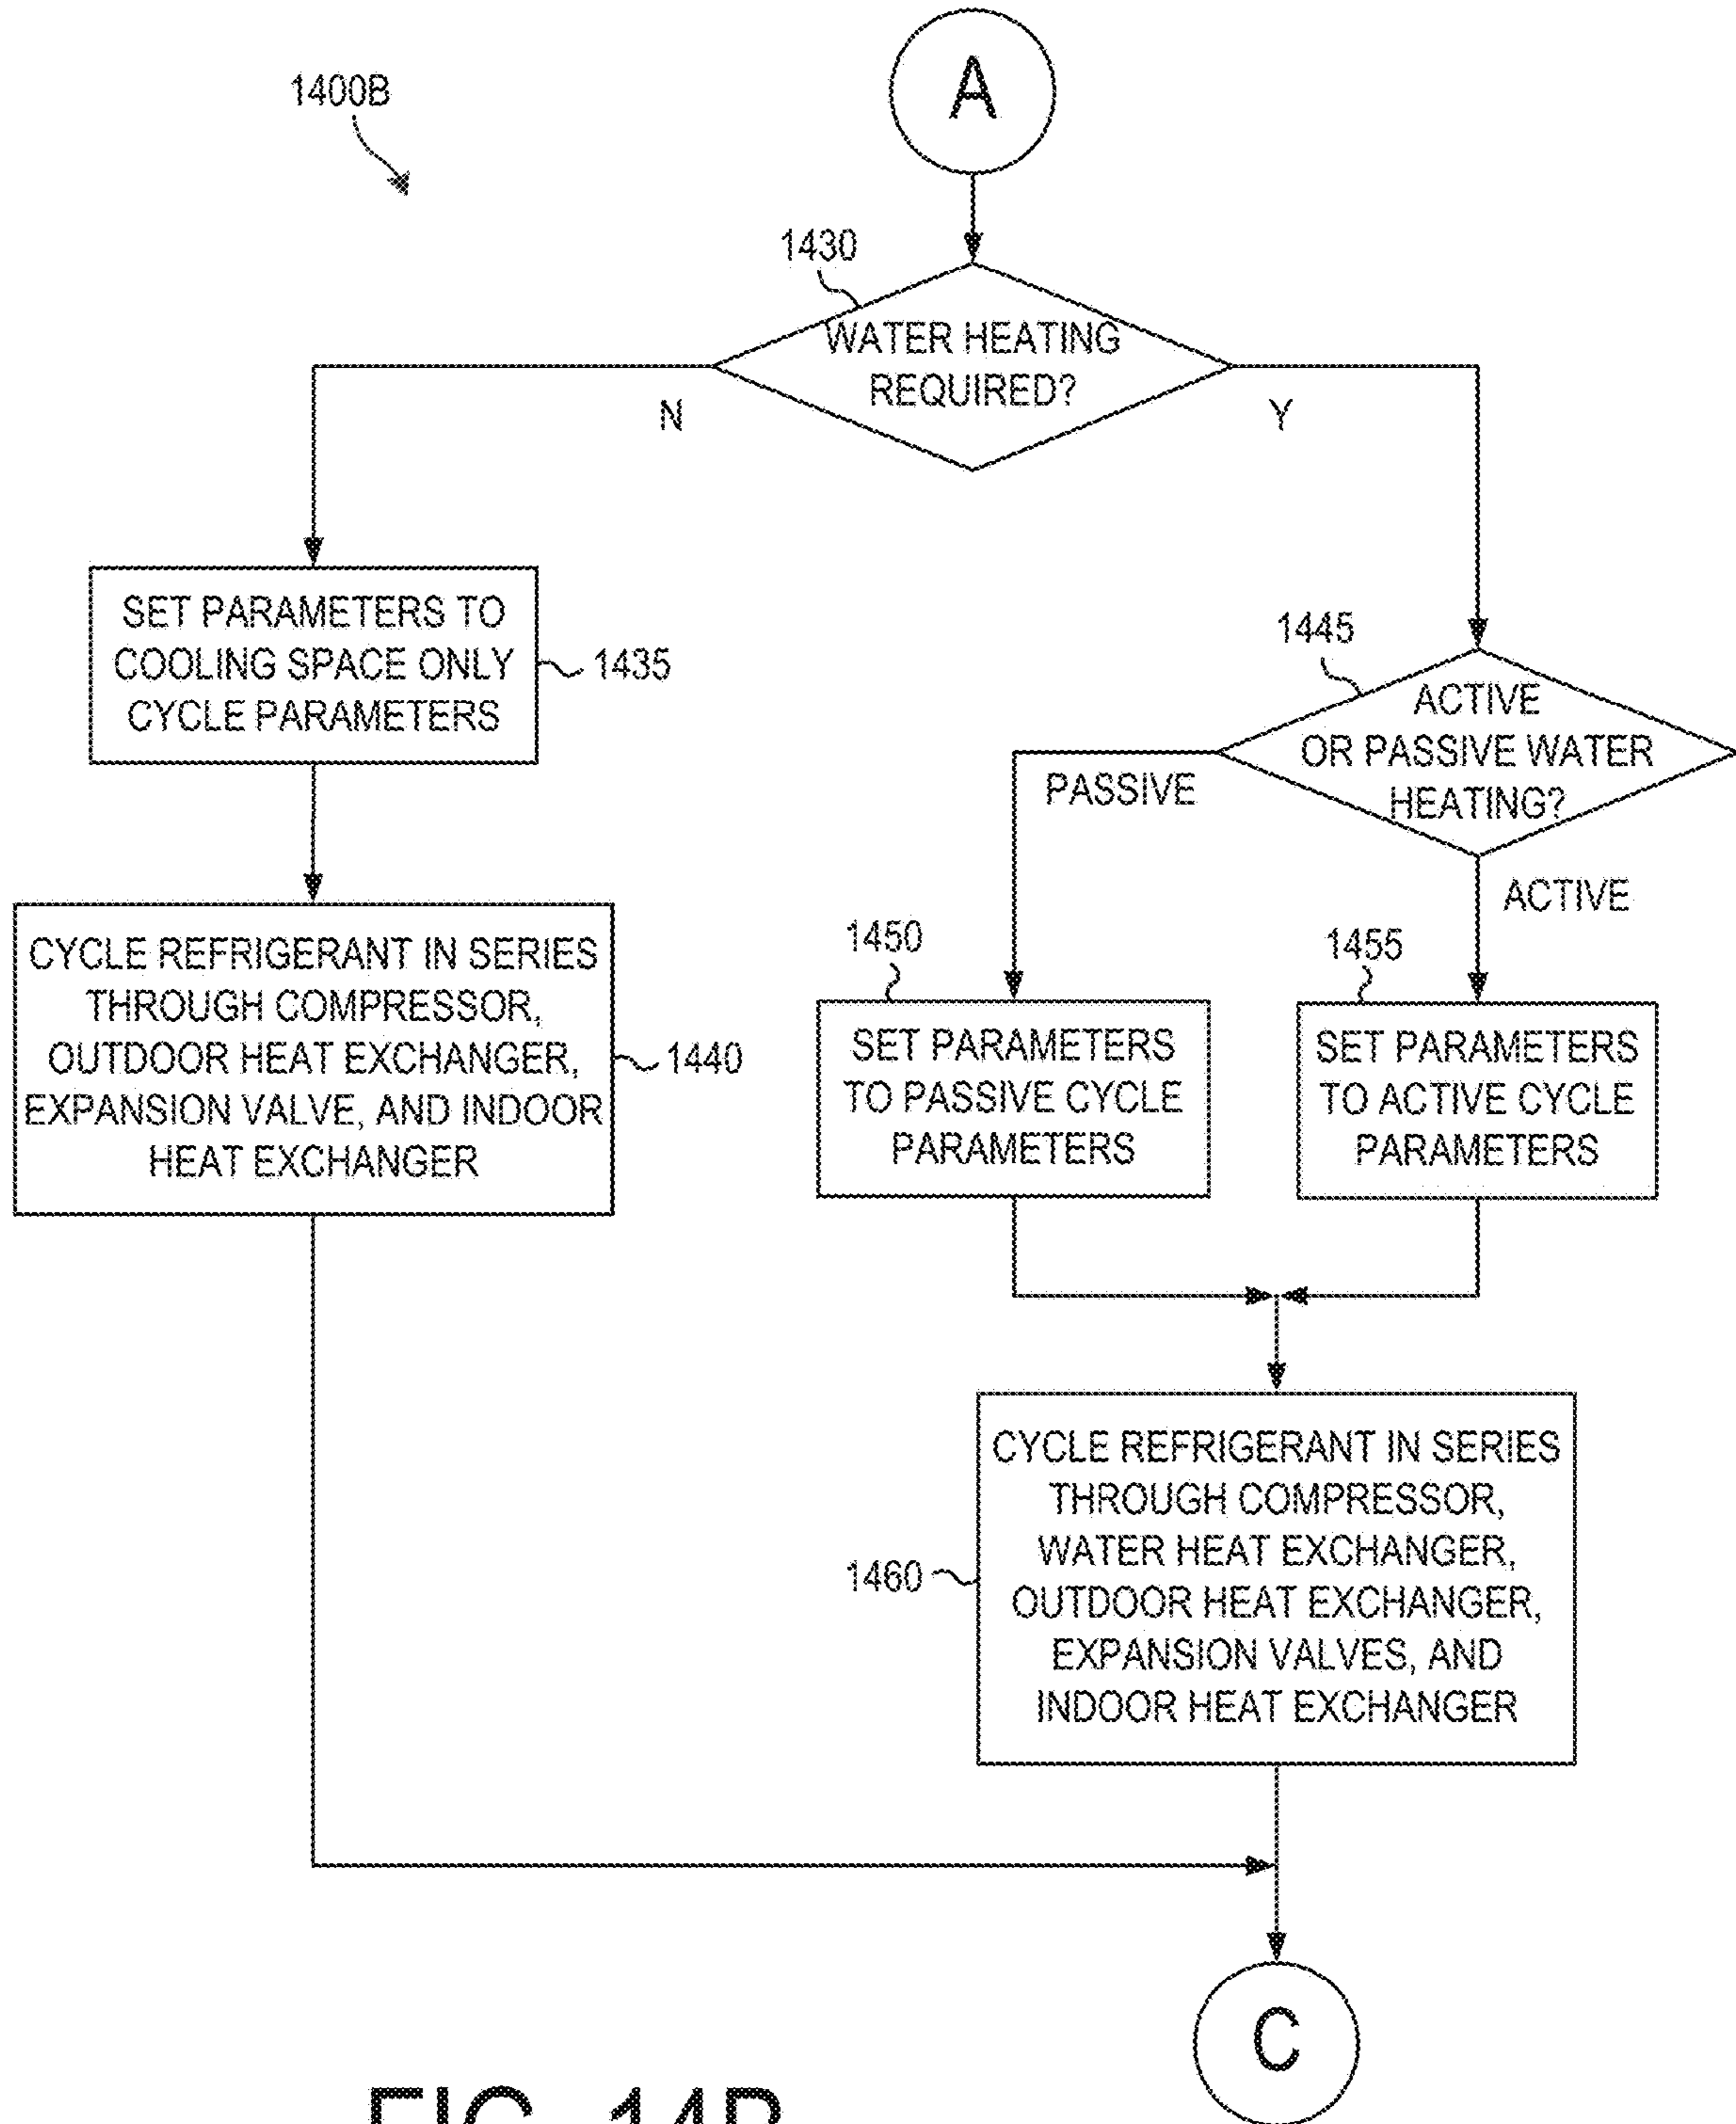 1400B
A
1430
WATER HEATING
REQUIRED?
N
Y
SET PARAMETERS TO
COOLING SPACE ONLY
CYCLE PARAMETERS
1435
1445
ACTIVE
OR PASSIVE WATER
HEATING?
PASSIVE
ACTIVE
CYCLE REFRIGERANT IN SERIES
THROUGH COMPRESSOR,
OUTDOOR HEAT EXCHANGER,
EXPANSION VALVE, AND INDOOR
HEAT EXCHANGER
1440
1450
SET PARAMETERS
TO PASSIVE CYCLE
PARAMETERS
1455
SET PARAMETERS
TO ACTIVE CYCLE
PARAMETERS
1460
CYCLE REFRIGERANT IN SERIES
THROUGH COMPRESSOR,
WATER HEAT EXCHANGER,
OUTDOOR HEAT EXCHANGER,
EXPANSION VALVES, AND
INDOOR HEAT EXCHANGER
C
FIG. 14B